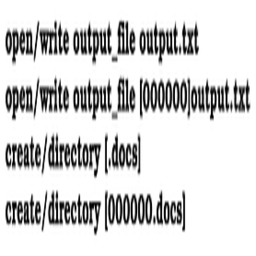 open/write output_file output.txt
open/write output_file [000000]output.txt
create/directory [.docs]
create/directory [000000.docs]